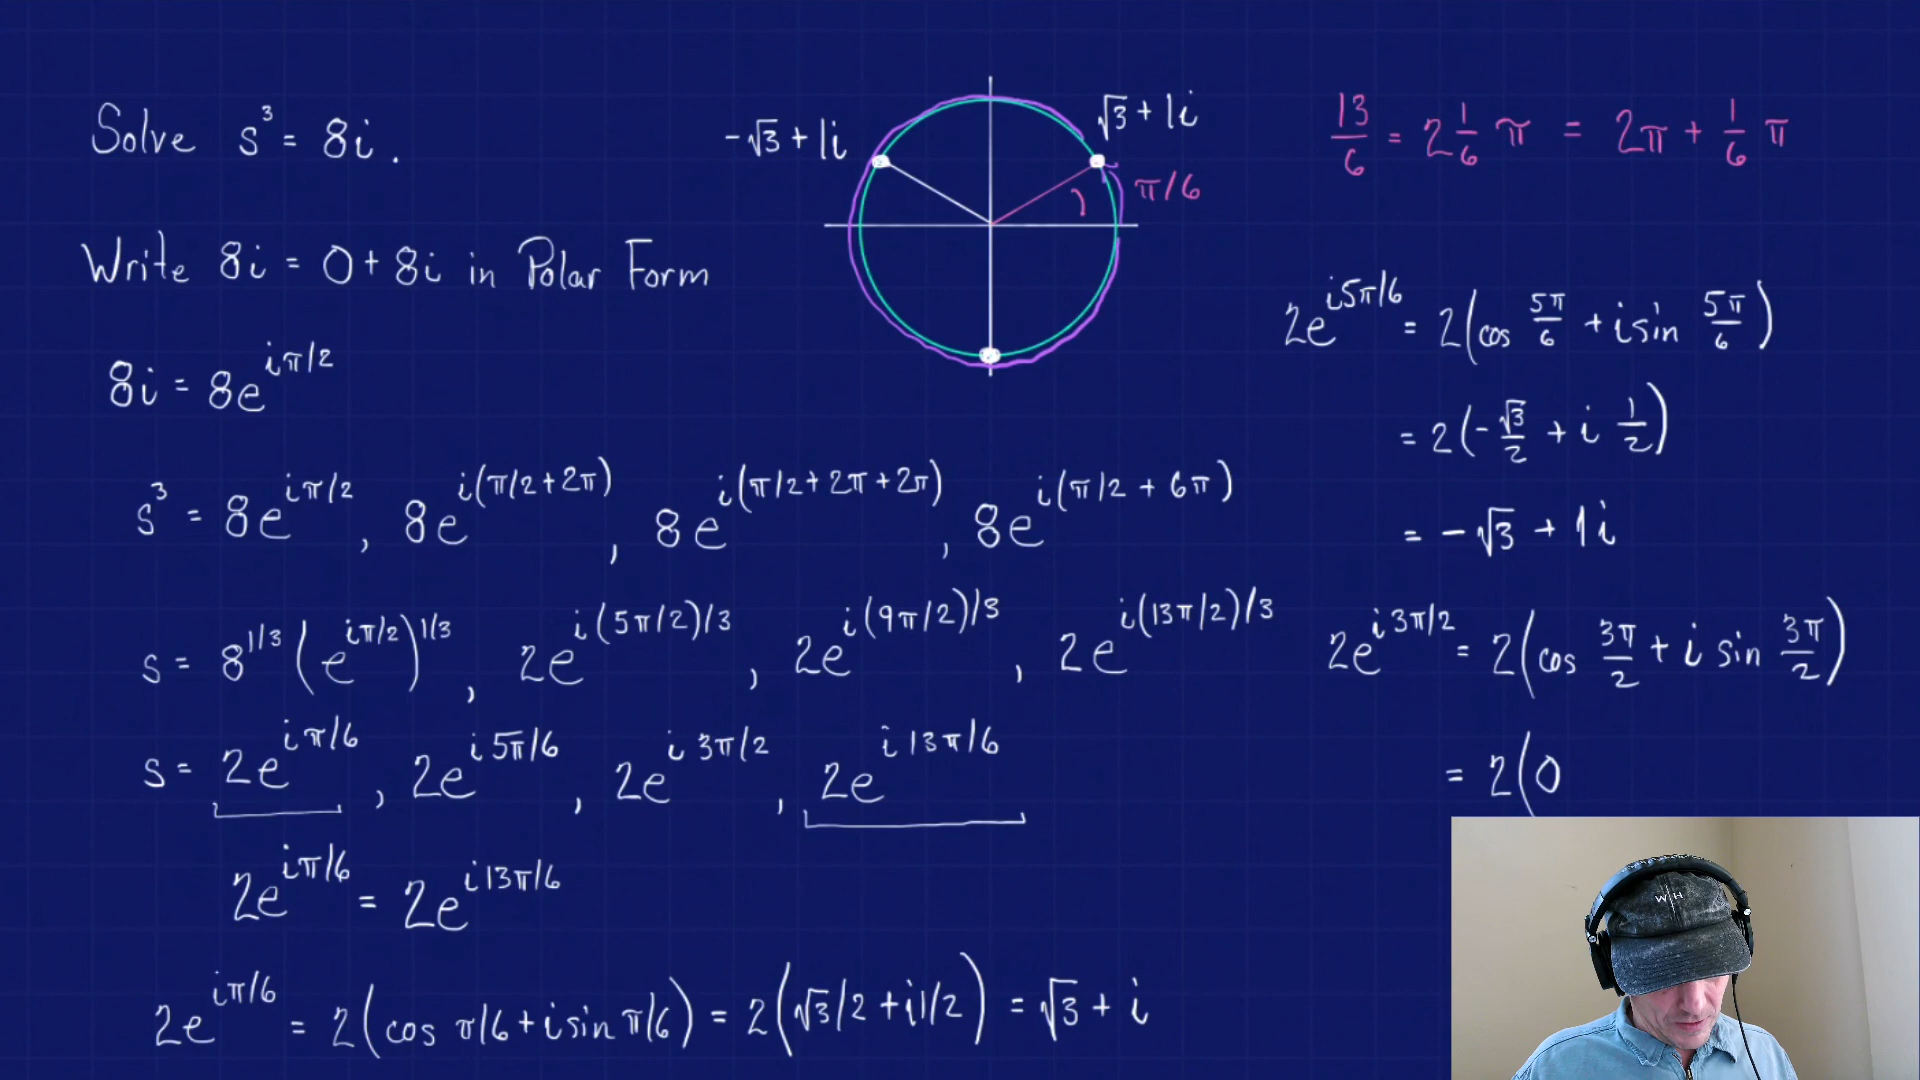 Solve s³ = 8i.
Write 8i = 0 + 8i in Polar Form
8i = 8e^{iπ/2}
s³ = 8e^{iπ/2}, 8e^{i(π/2+2π)}, 8e^{i(π/2+2π+2π)}, 8e^{i(π/2+6π)}
s = 8^{1/3}(e^{iπ/2})^{1/3}, 2e^{i(5π/2)/3}, 2e^{i(9π/2)/3}, 2e^{i(13π/2)/3}
s = 2e^{iπ/6}, 2e^{i5π/6}, 2e^{i3π/2}, 2e^{i13π/6}
2e^{iπ/6} = 2e^{i13π/6}
2e^{iπ/6} = 2(cos π/6 + i sin π/6) = 2(√3/2 + i1/2) = √3 + i
-√3 + 1i
√3 + 1i
π/6
13/6 = 2 1/6 π = 2π + 1/6 π
2e^{i5π/6} = 2(cos 5π/6 + i sin 5π/6)
= 2(-√3/2 + i 1/2)
= -√3 + 1i
2e^{i3π/2} = 2(cos 3π/2 + i sin 3π/2)
= 2(0
W|H